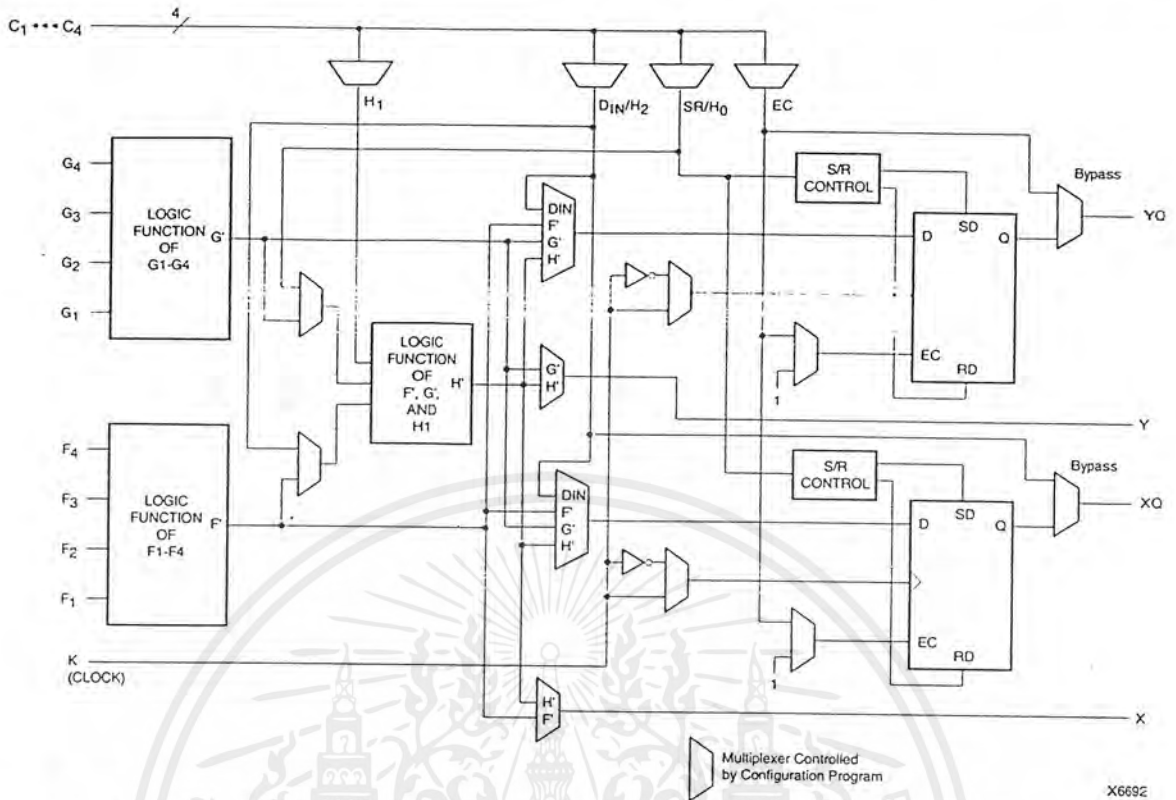 4
C1 •••• C4
H1
DIN/H2
SR/H0
EC
S/R
CONTROL
Bypass
G4
G3
G2
G1
LOGIC
FUNCTION
OF
G1-G4
G'
DIN
F'
G'
H'
D
SD
Q
YQ
EC
RD
1
LOGIC
FUNCTION
OF
F', G',
AND
H1
H'
G'
H'
Y
F4
F3
F2
F1
LOGIC
FUNCTION
OF
F1-F4
F'
DIN
F'
G'
H'
S/R
CONTROL
Bypass
D
SD
Q
XQ
EC
RD
1
K
(CLOCK)
H'
F'
X
Multiplexer Controlled
by Configuration Program
X6692